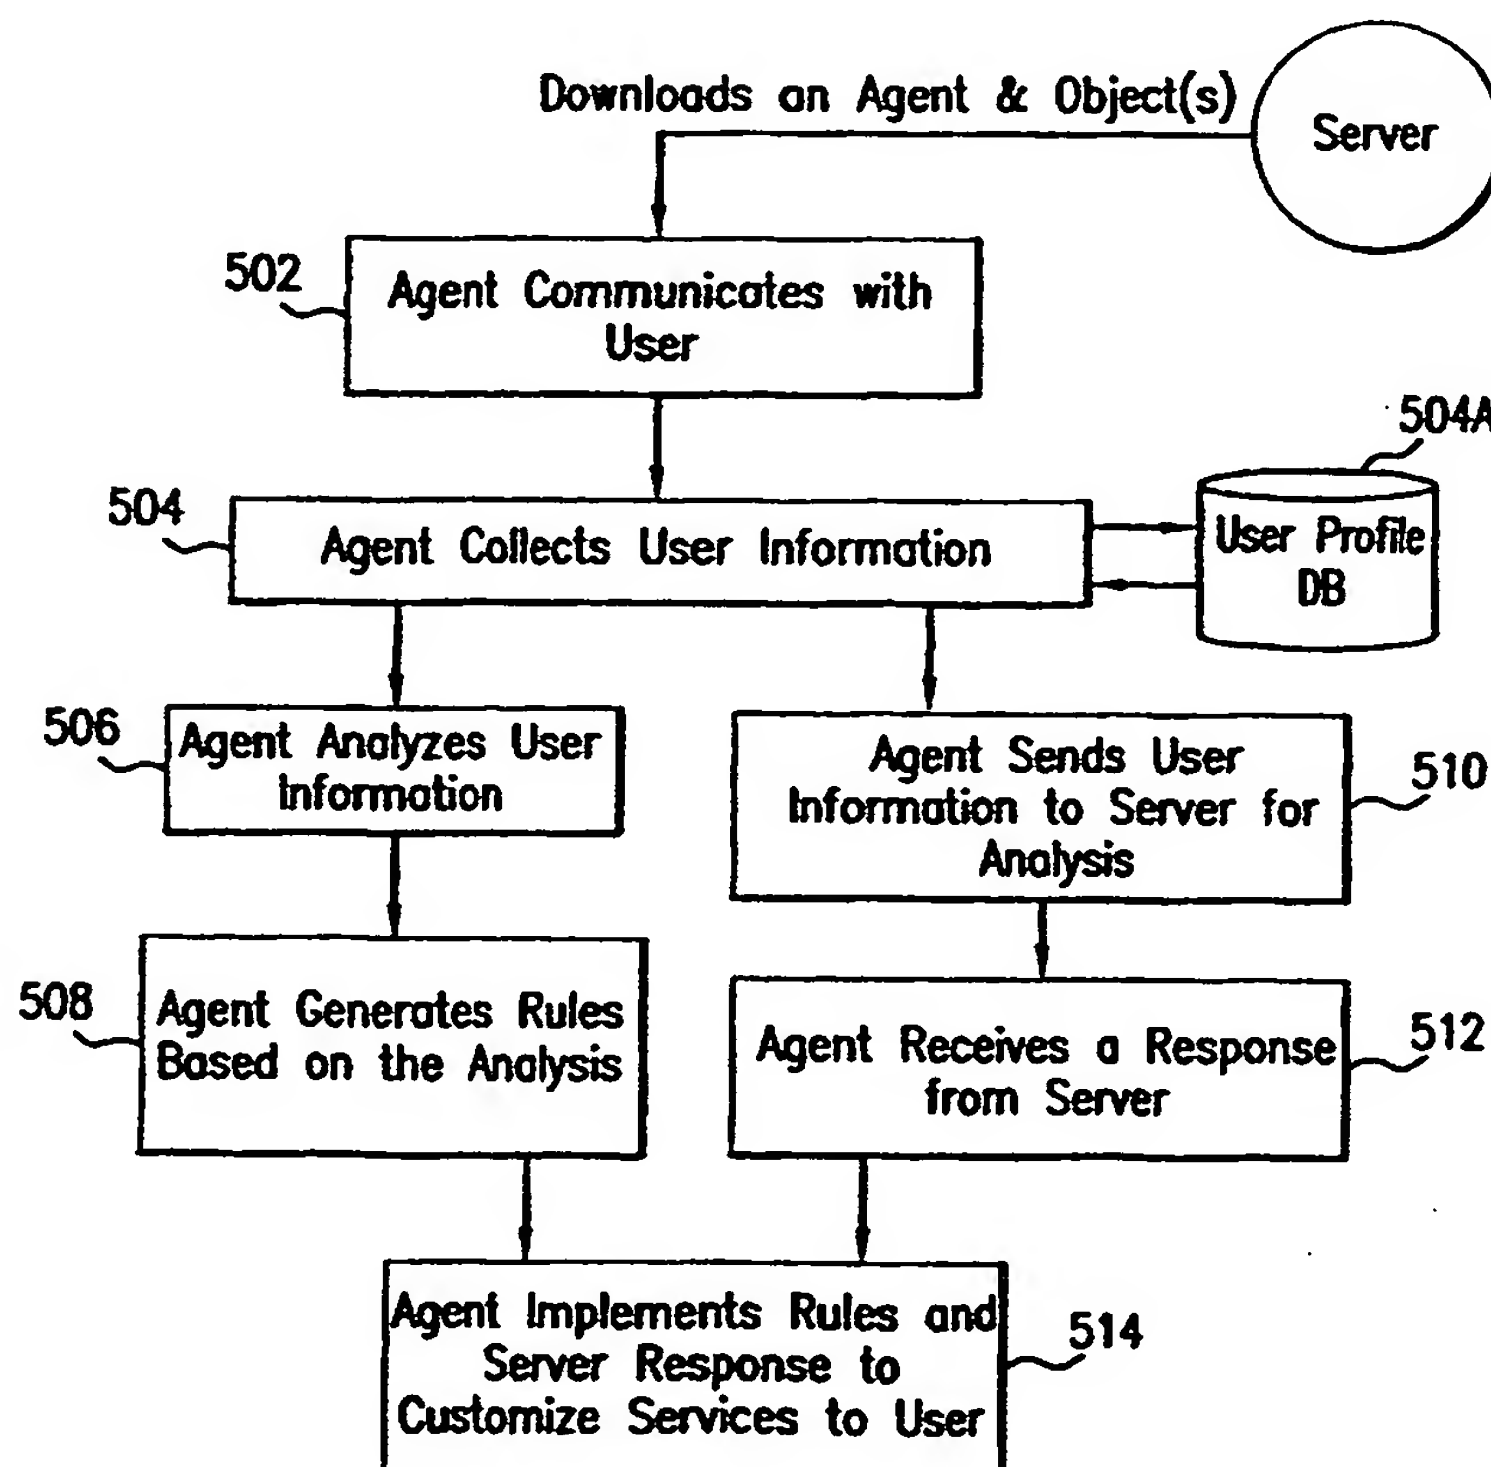 Downloads an Agent & Object(s)
Server
502
Agent Communicates with
User
504A
504
Agent Collects User Information
User Profile
DB
506
Agent Analyzes User
Information
Agent Sends User
Information to Server for
Analysis
510
508
Agent Generates Rules
Based on the Analysis
Agent Receives a Response
from Server
512
Agent Implements Rules and
Server Response to
Customize Services to User
514